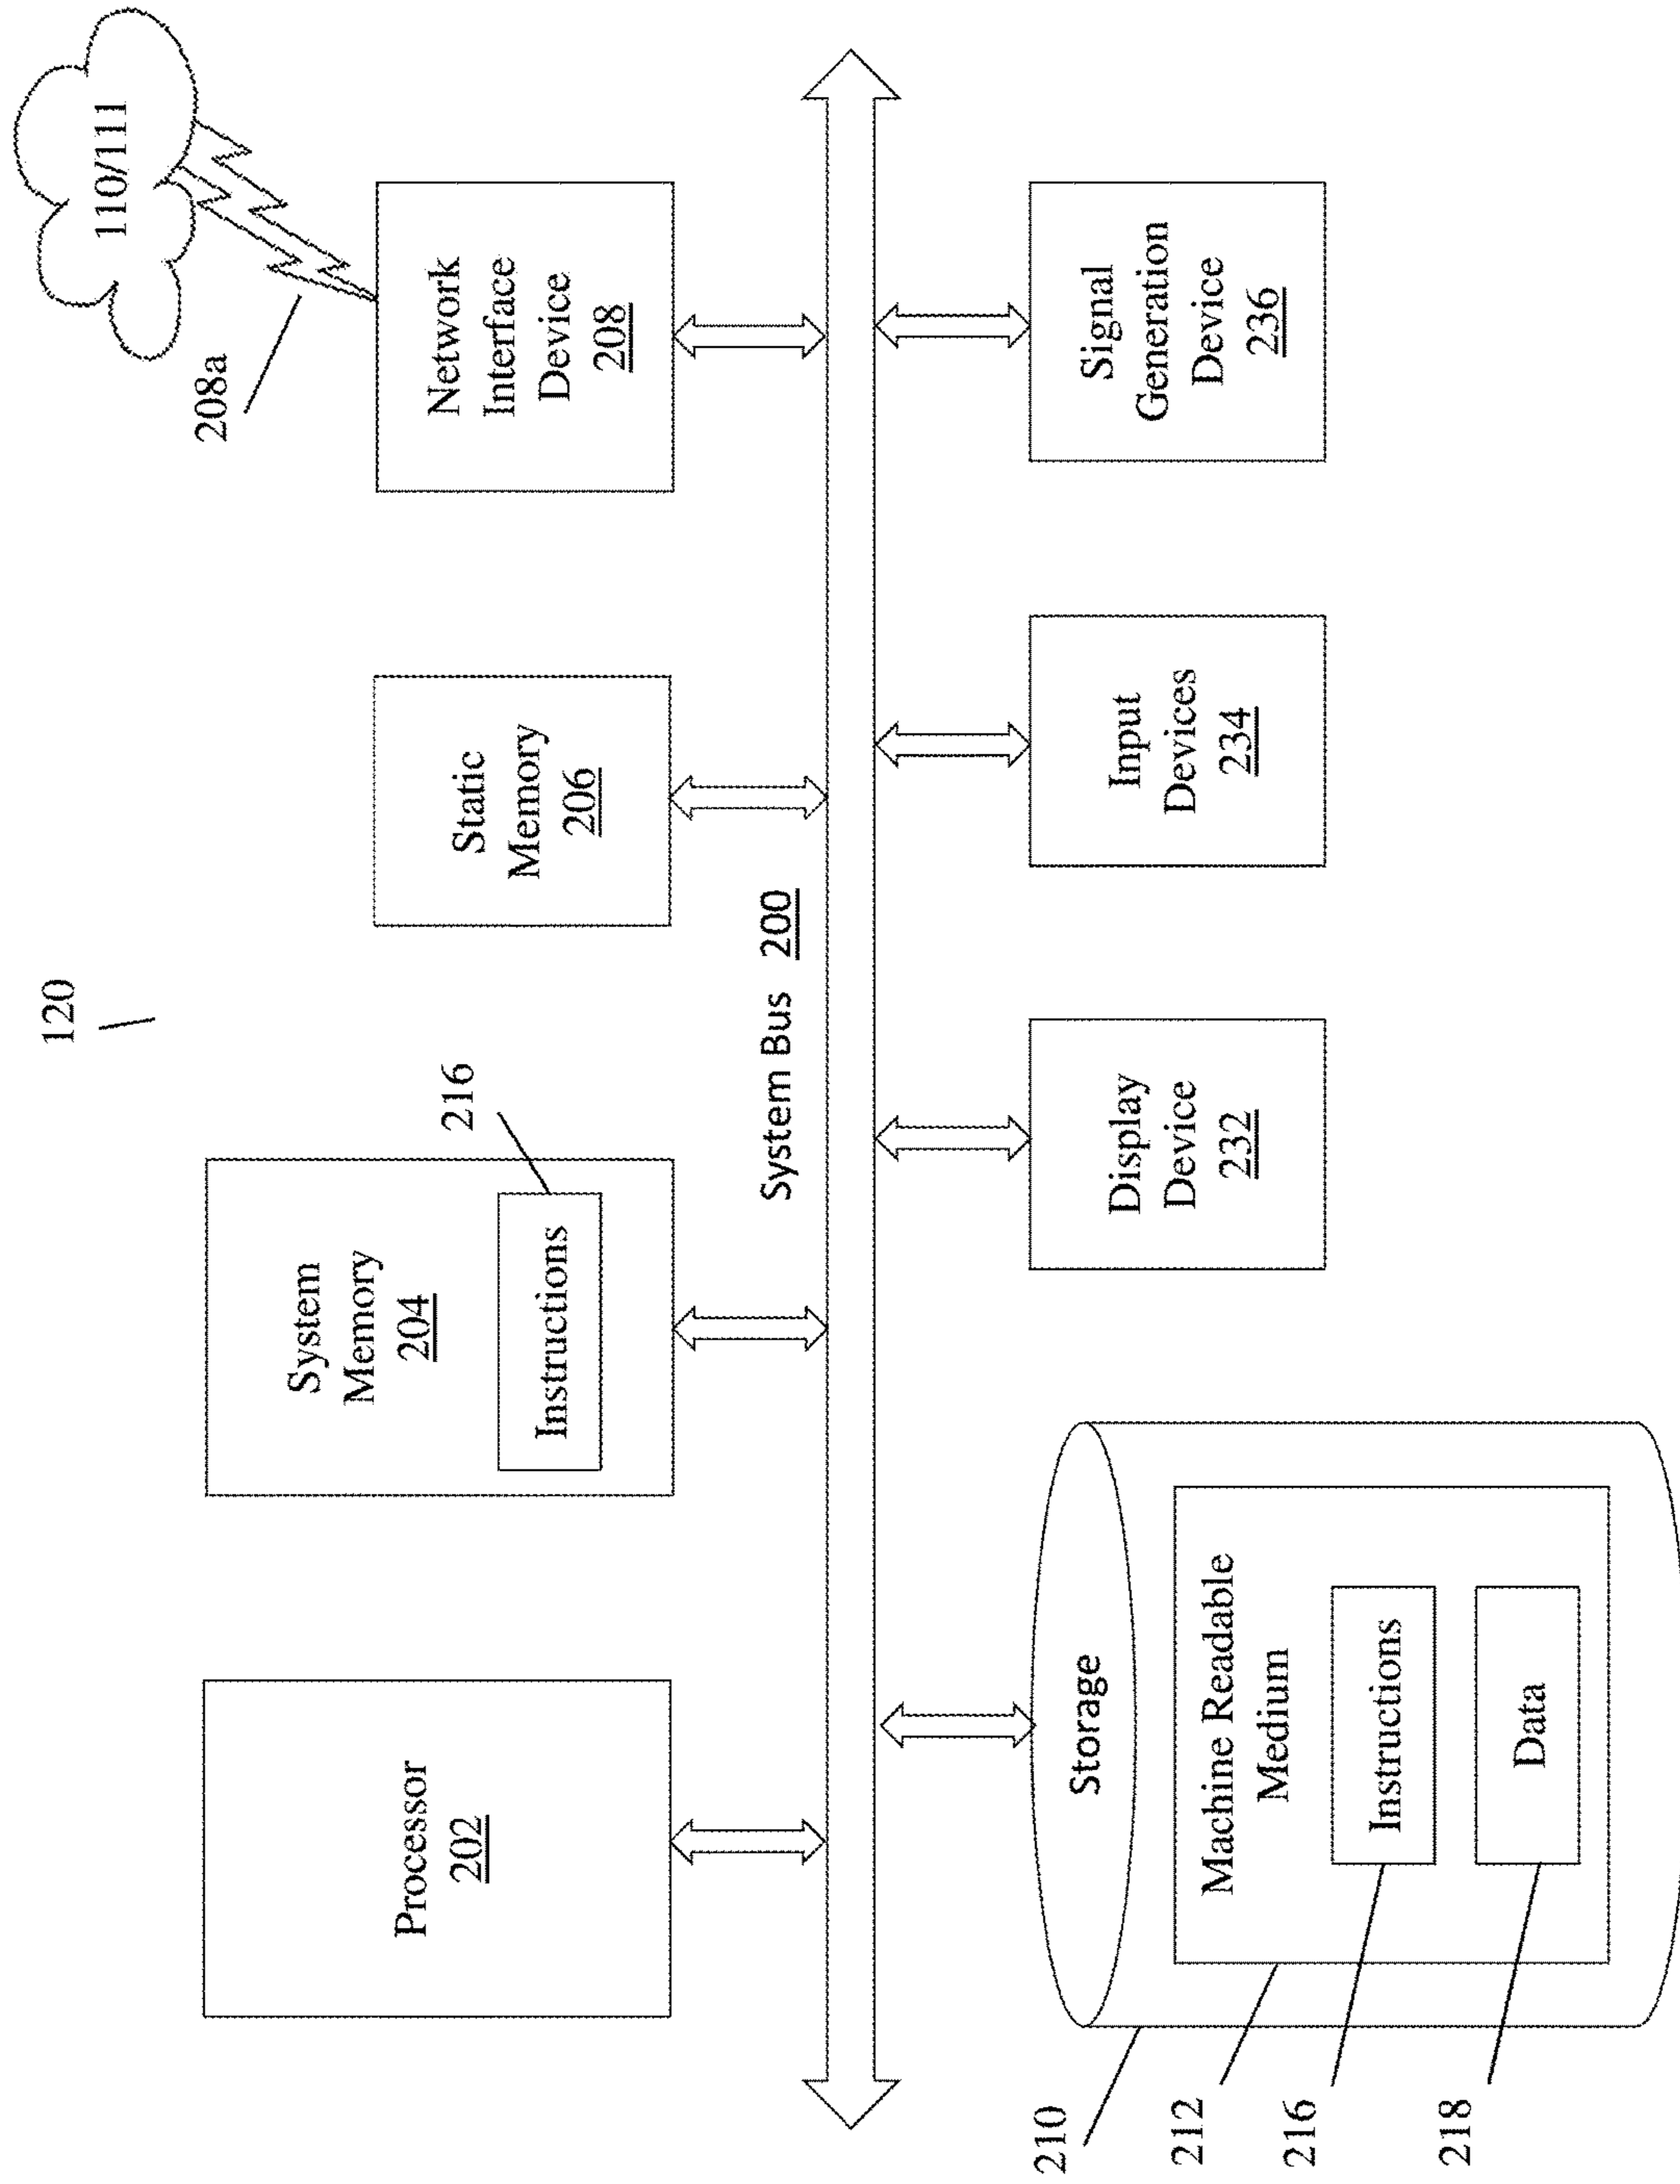 120
110/111
208a
Processor
202
System
Memory
204
Instructions
216
Static
Memory
206
Network
Interface
Device
208
System Bus 200
Storage
Machine Readable
Medium
Instructions
Data
210
212
216
218
Display
Device
232
Input
Devices
234
Signal
Generation
Device
236